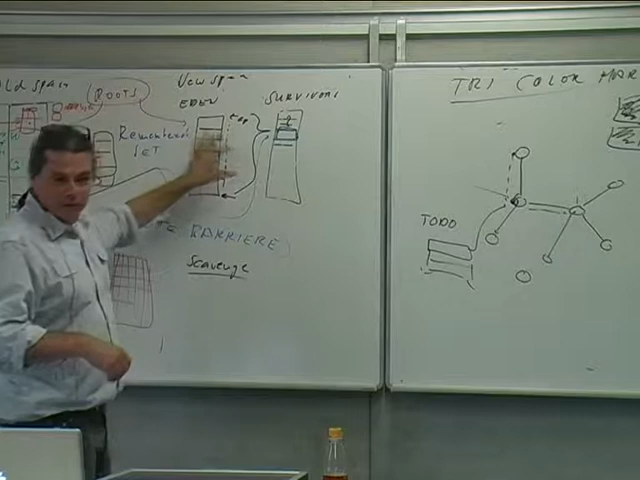 Old Space
ROOTS
New space
EDEN
SURVIVORS
Remembered
SET
BARRIERE
Scavenge
TRI COLOR MAR
TODO